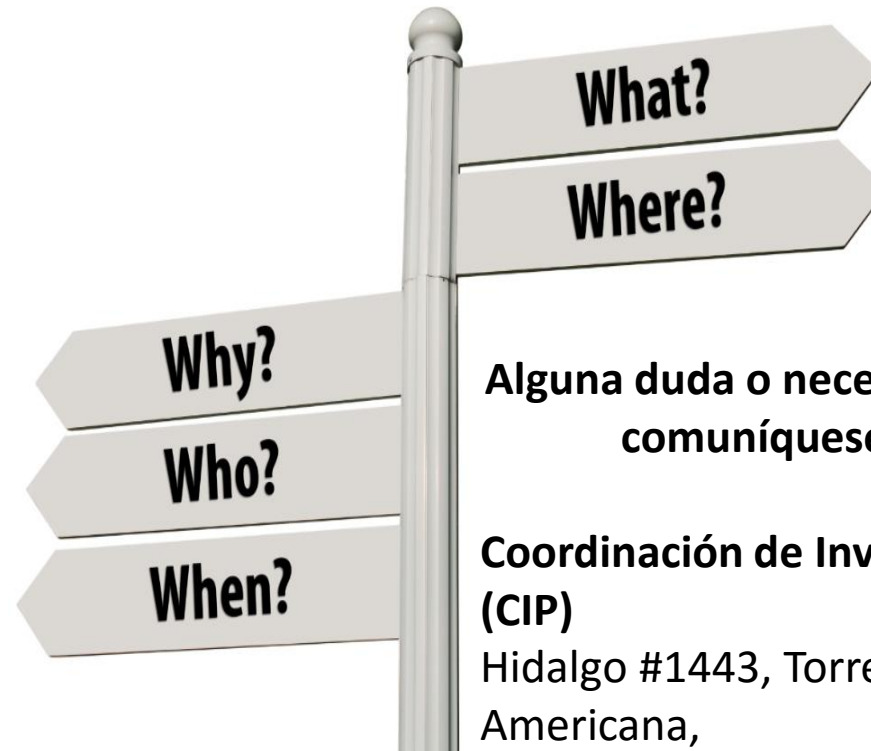 What?
Where?
Why?
Who?
When?
Alguna duda o
comuníquese
Coordinación de
(CIP)
Hidalgo #1443, Torre
Americana,